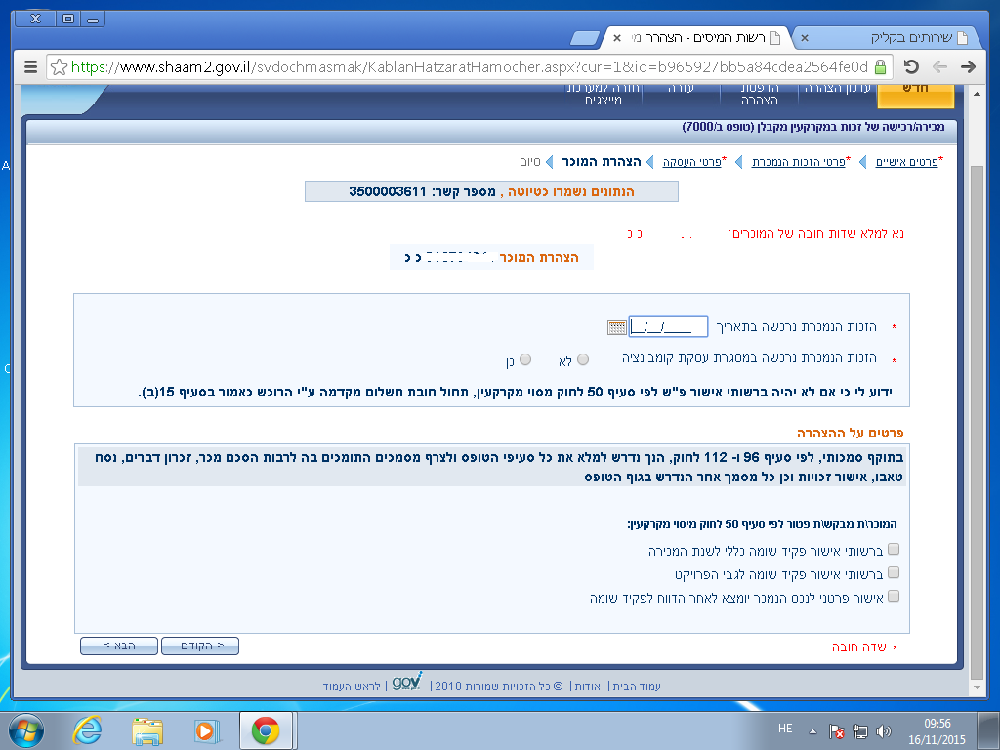 שירותים בקליק
רשות המיסים - הצהרה מי
https://www.shaam2.gov.il/svdochmasmak/KablanHatzaratHamocher.aspx?cur=1&id=b965927bb5a84cdea2564fe0d
חדש
עדכון הצהרה
הדפסת הצהרה
עזרה
חזרה למערכת מייצגים
מכירה/רכישה של זכות במקרקעין מקבלן (טופס ב/7000)
*פרטים אישיים *פרטי הזכות הנמכרת *פרטי העסקה הצהרת המוכר סיום
הנתונים נשמרו כטיוטה , מספר קשר: 3500003611
נא למלא שדות חובה של המוכרים: כ כ
הצהרת המוכר כ כ
* הזכות הנמכרת נרכשה בתאריך __/__/____
* הזכות הנמכרת נרכשה במסגרת עסקת קומבינציה לא כן
ידוע לי כי אם לא יהיה ברשותי אישור פ"ש לפי סעיף 50 לחוק מסוי מקרקעין, תחול חובת תשלום מקדמה ע"י הרוכש כאמור בסעיף 15(ב).
פרטים על ההצהרה
בתוקף סמכותי, לפי סעיף 96 ו- 112 לחוק, הנך נדרש למלא את כל סעיפי הטופס ולצרף מסמכים התומכים בה לרבות הסכם מכר, זכרון דברים, נסח
טאבו, אישור זכויות וכן כל מסמך אחר הנדרש בגוף הטופס
המוכר\ת מבקש\ת פטור לפי סעיף 50 לחוק מיסוי מקרקעין:
ברשותי אישור פקיד שומה כללי לשנת המכירה
ברשותי אישור פקיד שומה לגבי הפרויקט
אישור פרטני לנכס הנמכר יומצא לאחר הדווח לפקיד שומה
* שדה חובה
< הקודם
הבא >
עמוד הבית | אודות | © כל הזכויות שמורות 2010 | gov | לראש העמוד
HE
09:56
16/11/2015